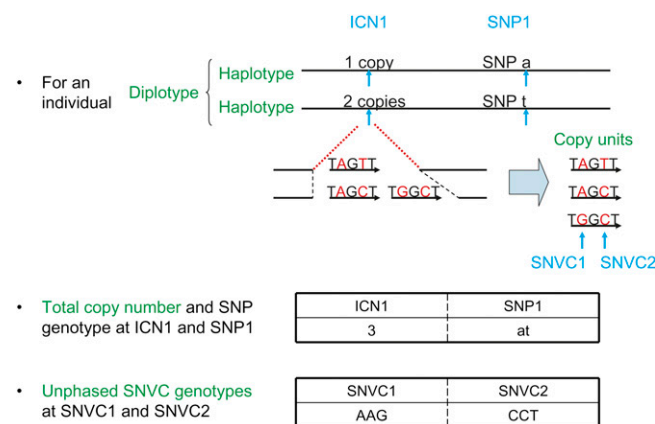 ICN1 SNP1
1 copy SNP a
• For an individual Diplotype Haplotype
Haplotype 2 copies SNP t
Copy units
TAGTT TAGTT
TAGCT TGGCT TAGCT
TGGCT
SNVC1 SNVC2
• Total copy number and SNP
genotype at ICN1 and SNP1
ICN1 SNP1
3 at
• Unphased SNVC genotypes
at SNVC1 and SNVC2
SNVC1 SNVC2
AAG CCT